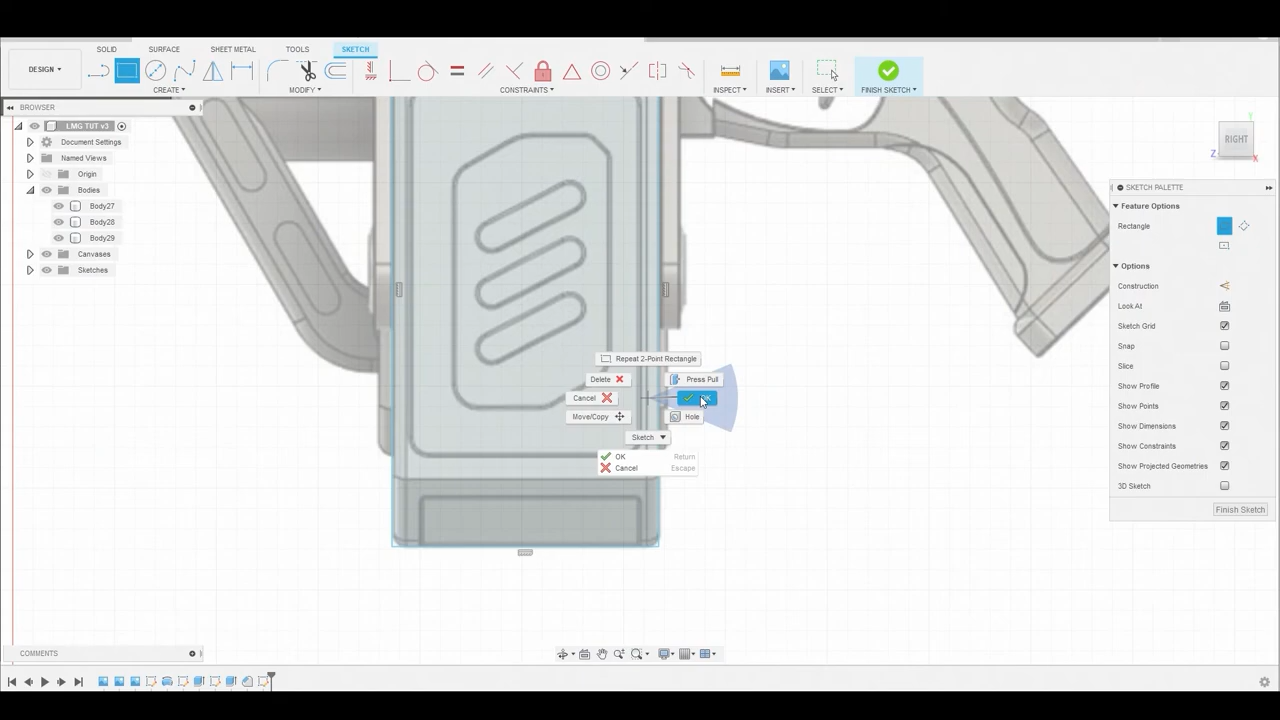 SOLID SURFACE SHEET METAL TOOLS SKETCH
DESIGN
CREATE MODIFY CONSTRAINTS INSPECT INSERT SELECT FINISH SKETCH
BROWSER
LMG TUT v3
Document Settings
Named Views
Origin
Bodies
Body27
Body28
Body29
Canvases
Sketches
Y
RIGHT
Z
X
SKETCH PALETTE
Feature Options
Rectangle
Options
Construction
Look At
Sketch Grid
Snap
Slice
Show Profile
Show Points
Show Dimensions
Show Constraints
Show Projected Geometries
3D Sketch
Finish Sketch
Repeat 2-Point Rectangle
Delete Press Pull
Cancel OK
Move/Copy Hole
Sketch
OK Return
Cancel Escape
COMMENTS